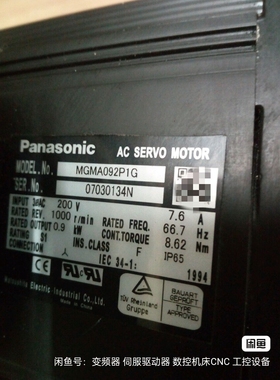 Panasonic AC SERVO MOTOR
MODEL.No. MGMA092P1G
SER.No. 07030134N
INPUT 3ØAC 200 V 7.6 A
RATED REV. 1000 r/min RATED FREQ. 66.7 Hz
RATED OUTPUT 0.9 kW CONT.TORQUE 8.62 Nm
RATING S1 INS.CLASS F IP65
CONNECTION IEC 34-1: 1994
Matsushita Electric Industrial Co.,Ltd.
TÜV Rheinland
Gruppe
BAUART
GEPRÜFT
TYPE
APPROVED
闲鱼
闲鱼号：变频器 伺服驱动器 数控机床CNC 工控设备